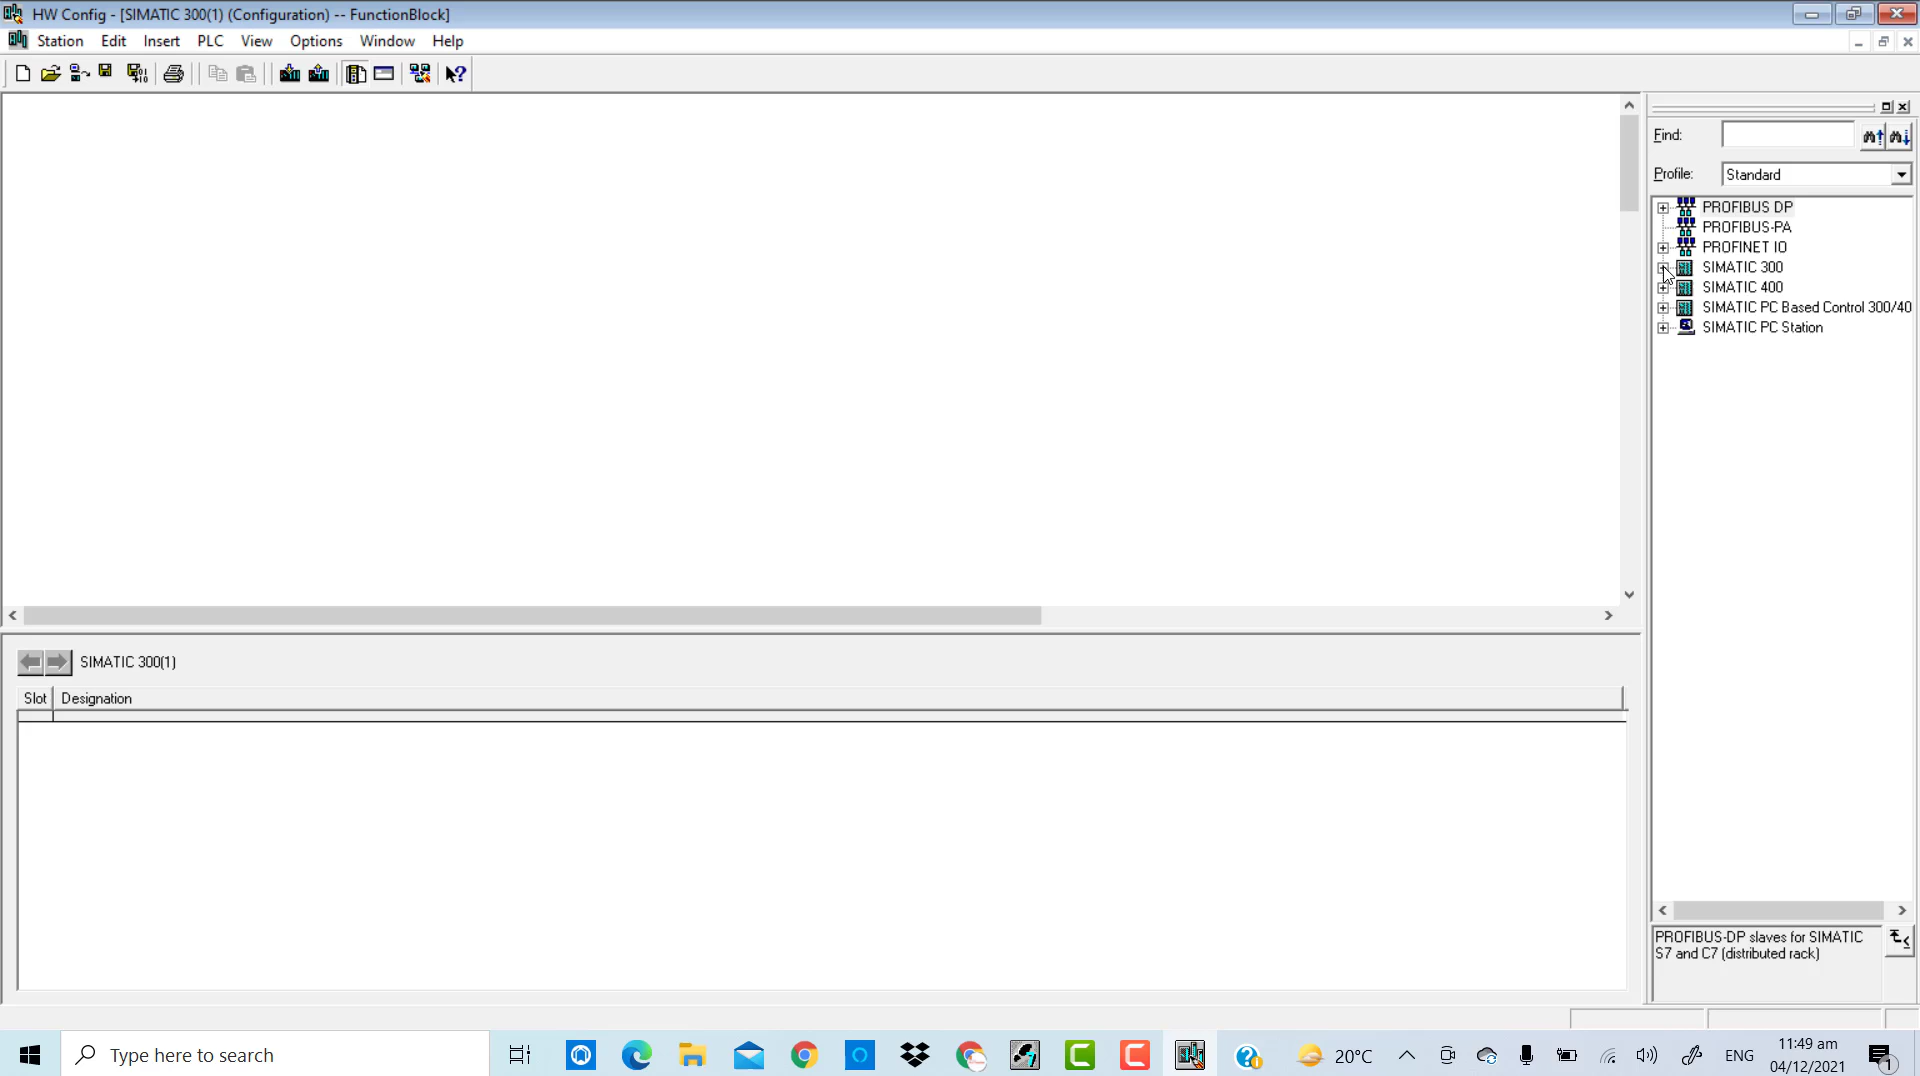 HW Config - [SIMATIC 300(1) (Configuration) -- FunctionBlock]
Station Edit Insert PLC View Options Window Help
Find:
Profile: Standard
PROFIBUS DP
PROFIBUS-PA
PROFINET IO
SIMATIC 300
SIMATIC 400
SIMATIC PC Based Control 300/40
SIMATIC PC Station
SIMATIC 300(1)
Slot Designation
PROFIBUS-DP slaves for SIMATIC
S7 and C7 (distributed rack)
Type here to search
20°C
ENG
11:49 am
04/12/2021
1